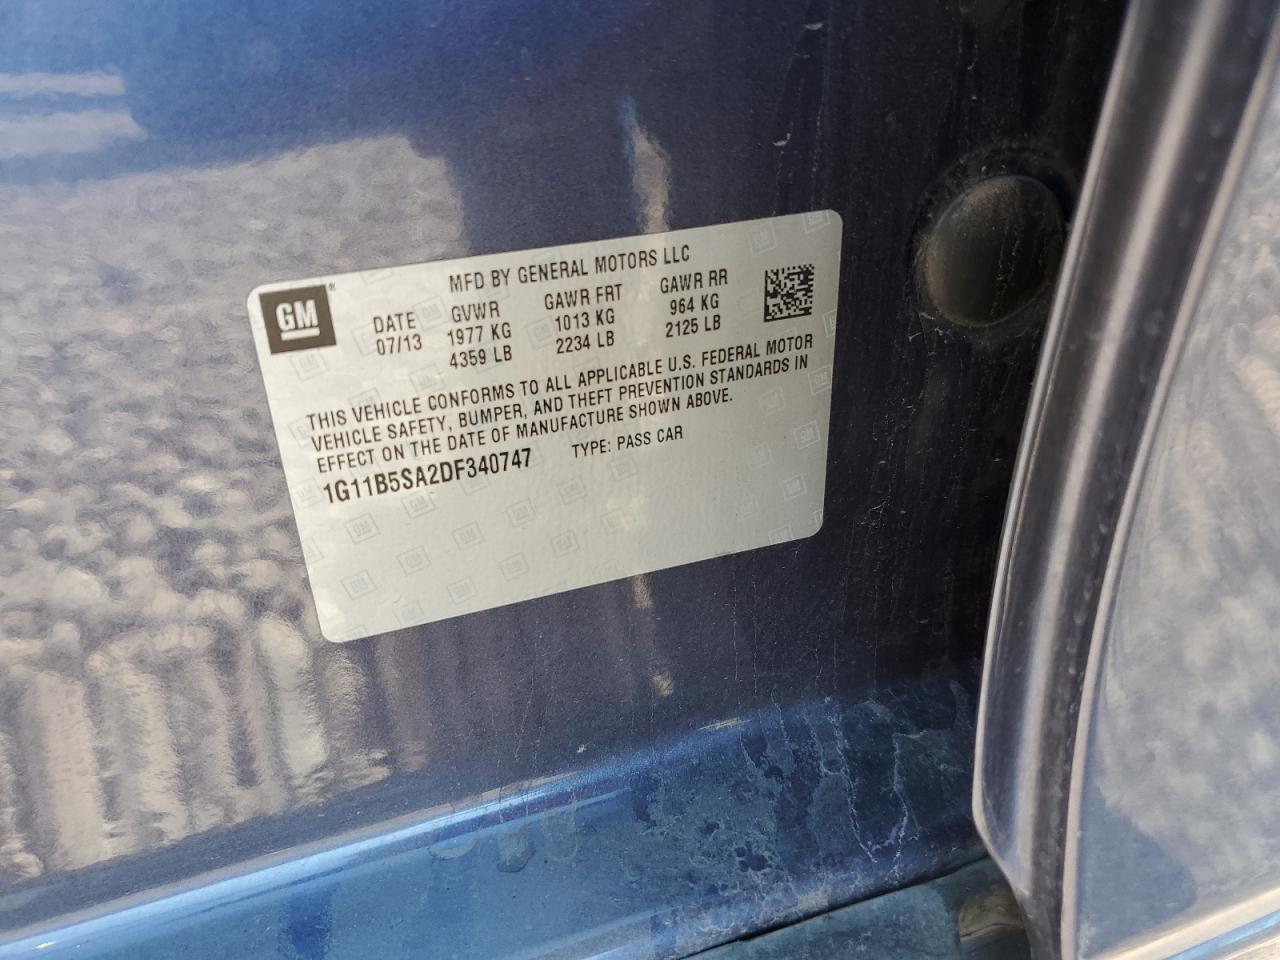 GM
MFD BY GENERAL MOTORS LLC
DATE GVWR GAWR FRT GAWR RR
07/13 1977 KG 1013 KG 964 KG
4359 LB 2234 LB 2125 LB
THIS VEHICLE CONFORMS TO ALL APPLICABLE U.S. FEDERAL MOTOR
VEHICLE SAFETY, BUMPER, AND THEFT PREVENTION STANDARDS IN
EFFECT ON THE DATE OF MANUFACTURE SHOWN ABOVE.
1G11B5SA2DF340747 TYPE: PASS CAR